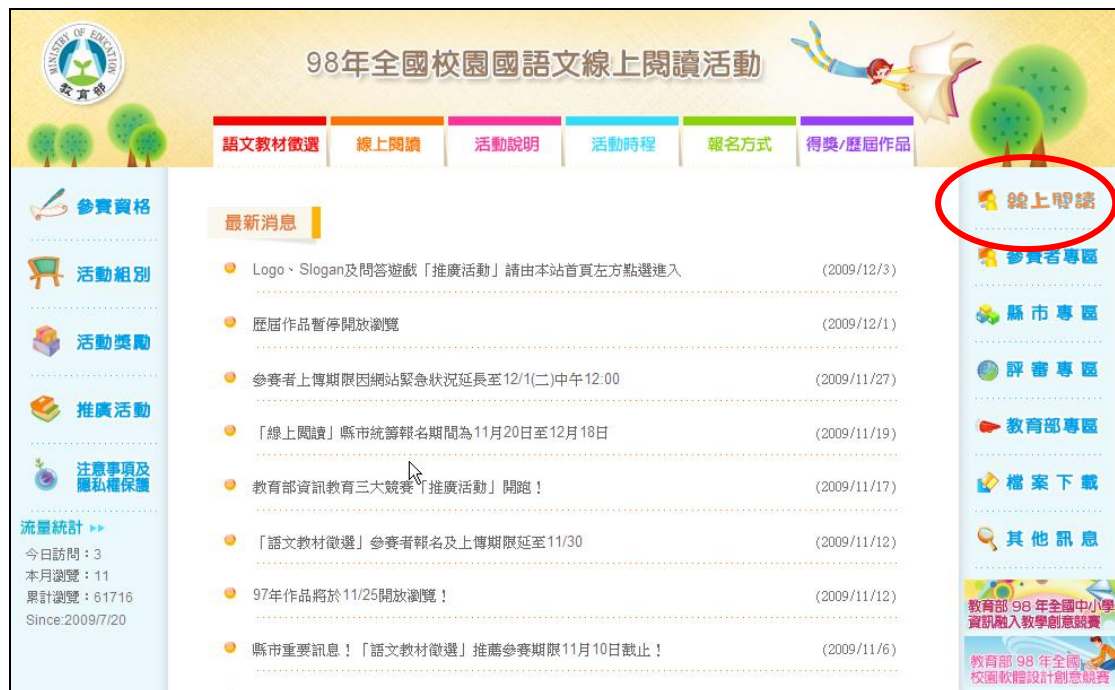 MINISTRY OF EDUCATION
教育部
98年全國校園國語文線上閱讀活動
語文教材徵選
線上閱讀
活動說明
活動時程
報名方式
得獎/歷屆作品
參賽資格
活動組別
活動獎勵
推廣活動
注意事項及
隱私權保護
流量統計
今日訪問：3
本月瀏覽：11
累計瀏覽：61716
Since:2009/7/20
最新消息
Logo、Slogan及問答遊戲「推廣活動」請由本站首頁左方點選進入 (2009/12/3)
歷屆作品暫停開放瀏覽 (2009/12/1)
參賽者上傳期限因網站緊急狀況延長至12/1(二)中午12:00 (2009/11/27)
「線上閱讀」縣市統籌報名期間為11月20日至12月18日 (2009/11/19)
教育部資訊教育三大競賽「推廣活動」開跑！ (2009/11/17)
「語文教材徵選」參賽者報名及上傳期限延至11/30 (2009/11/12)
97年作品將於11/25開放瀏覽！ (2009/11/12)
縣市重要訊息！「語文教材徵選」推薦參賽期限11月10日截止！ (2009/11/6)
線上閱讀
參賽者專區
縣市專區
評審專區
教育部專區
檔案下載
其他訊息
教育部 98 年全國中小學
資訊融入教學創意競賽
教育部 98 年全國
校園軟體設計創意競賽